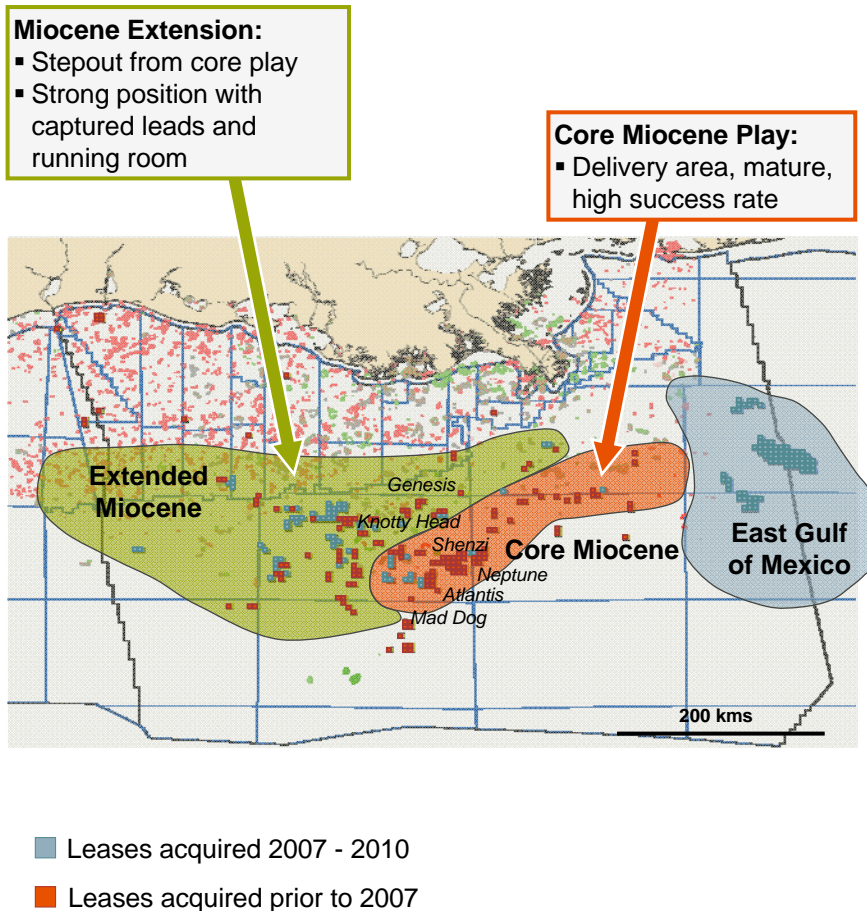 Miocene Extension:
▪ Stepout from core play
▪ Strong position with
captured leads and
running room
Core Miocene Play:
▪ Delivery area, mature,
high success rate
Extended
Miocene
Genesis
Knotty Head
Shenzi
Core Miocene
Neptune
Atlantis
Mad Dog
East Gulf
of Mexico
200 kms
Leases acquired 2007 - 2010
Leases acquired prior to 2007